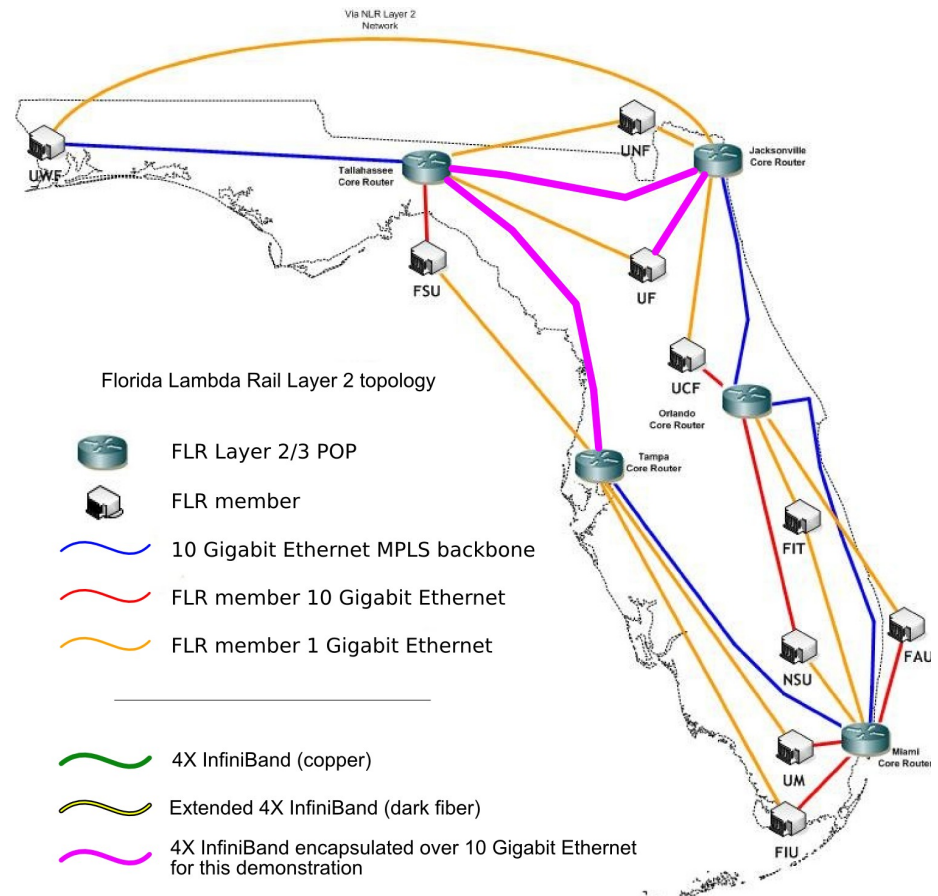 Via NLR Layer 2
Network
UWF
Tallahassee
Core Router
UNF
Jacksonville
Core Router
FSU
UF
UCF
Orlando
Core Router
Florida Lambda Rail Layer 2 topology
FLR Layer 2/3 POP
Tampa
Core Router
FLR member
FIT
10 Gigabit Ethernet MPLS backbone
FLR member 10 Gigabit Ethernet
FLR member 1 Gigabit Ethernet
FAU
NSU
4X InfiniBand (copper)
Miami
Core Router
UM
Extended 4X InfiniBand (dark fiber)
4X InfiniBand encapsulated over 10 Gigabit Ethernet
for this demonstration
FIU